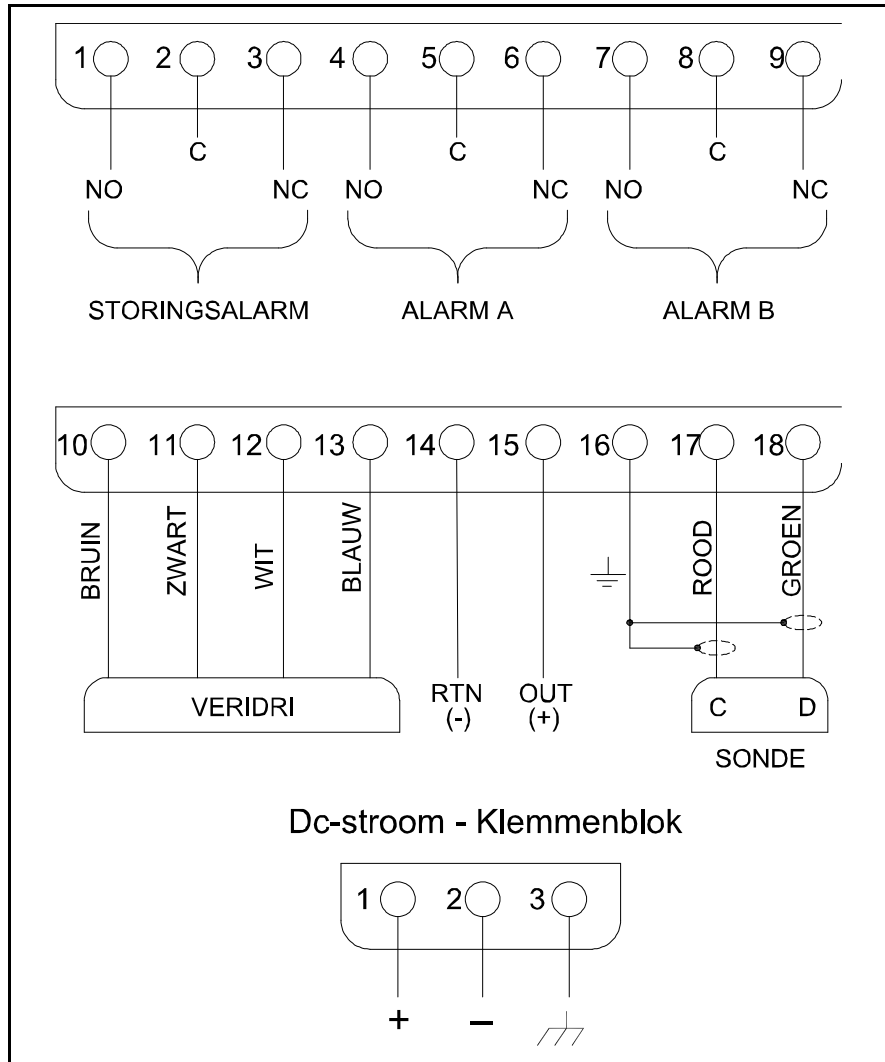 1 2 3 4 5 6 7 8 9
C C C
NO NC NO NC NO NC
STORINGSALARM ALARM A ALARM B
10 11 12 13 14 15 16 17 18
BRUIN ZWART WIT BLAUW ROOD GROEN
VERIDRI RTN OUT C D
(-) (+)
SONDE
Dc-stroom - Klemmenblok
1 2 3
+ –